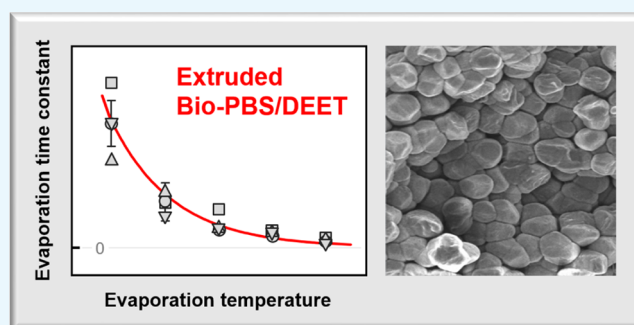 Evaporation time constant
Extruded
Bio-PBS/DEET
0
Evaporation temperature